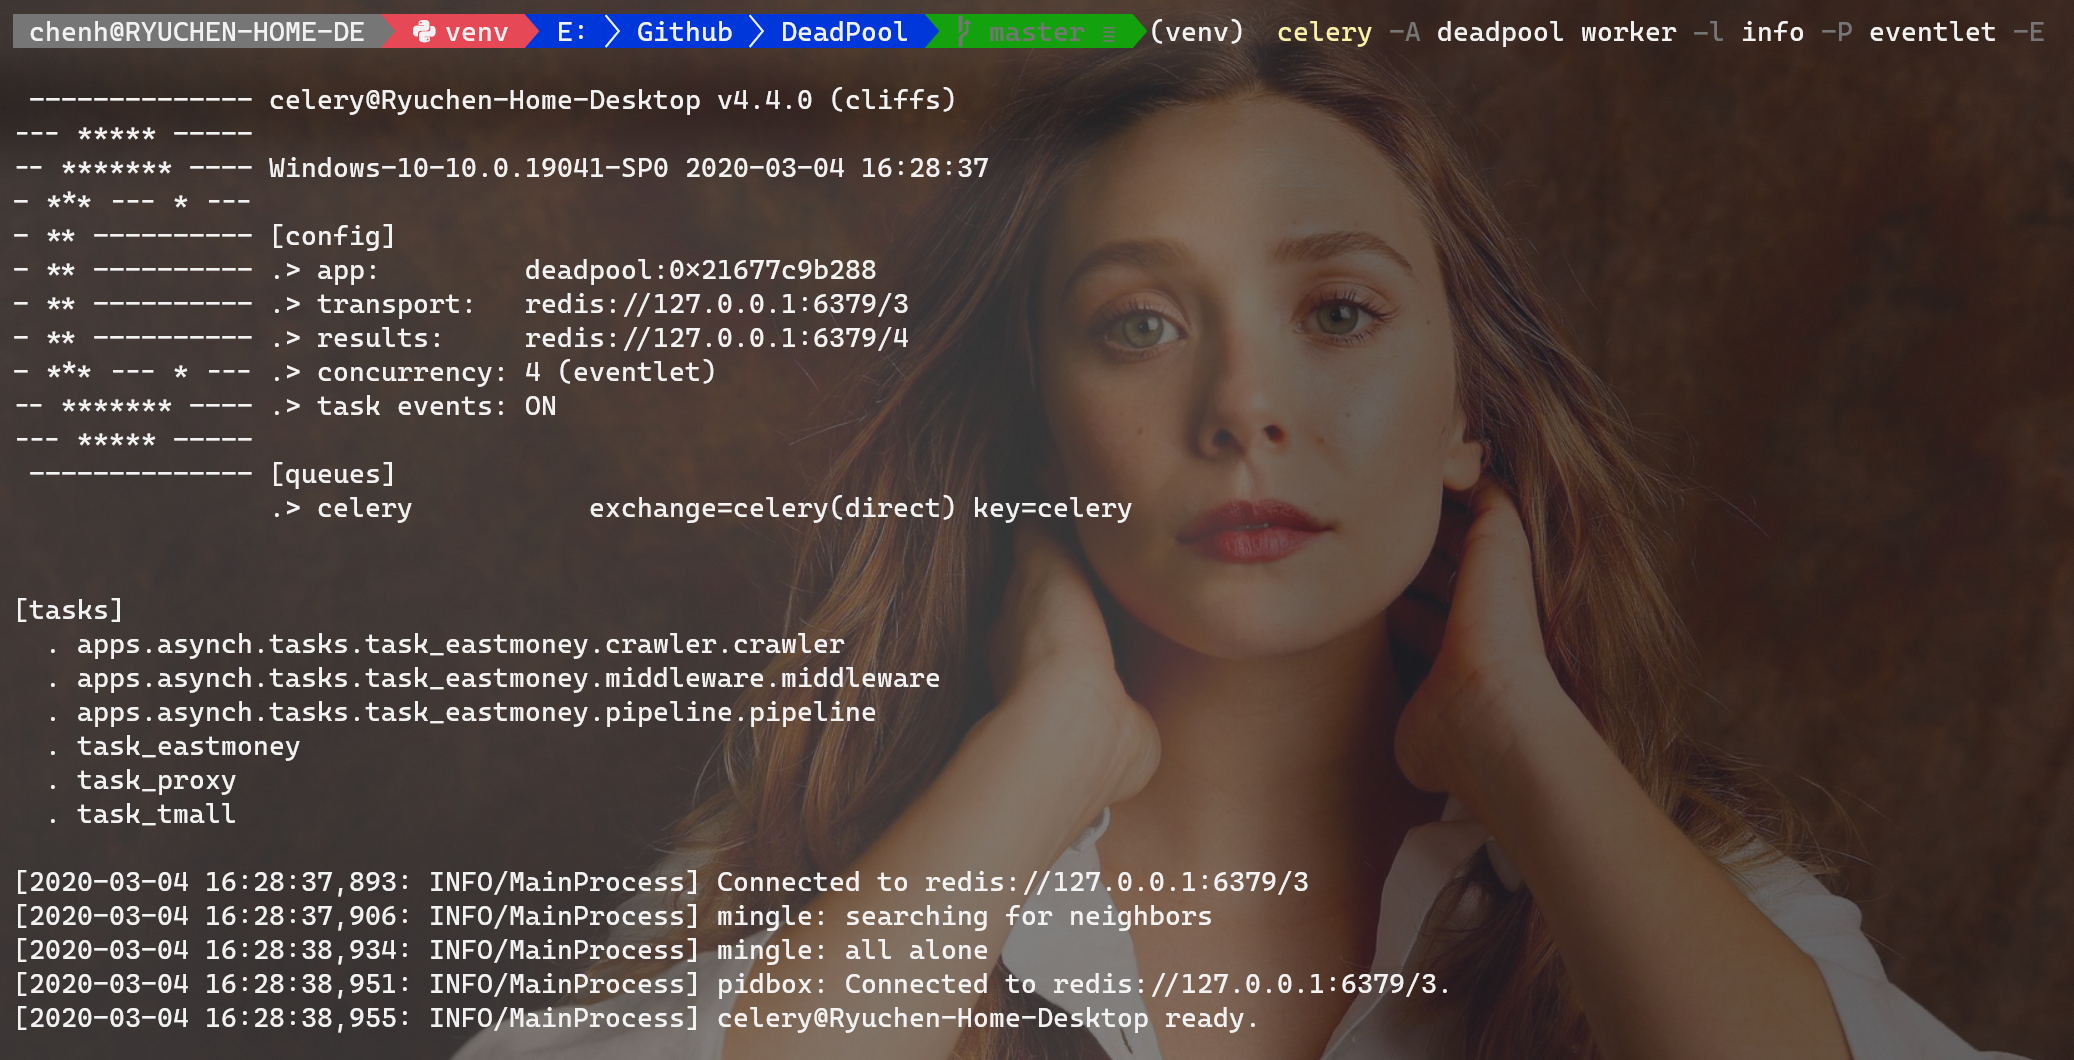 chenh@RYUCHEN-HOME-DE venv E: Github DeadPool master ≡ (venv) celery -A deadpool worker -l info -P eventlet -E
 -------------- celery@Ryuchen-Home-Desktop v4.4.0 (cliffs)
--- ***** -----
-- ******* ---- Windows-10-10.0.19041-SP0 2020-03-04 16:28:37
- *** --- * ---
- ** ---------- [config]
- ** ---------- .> app:         deadpool:0x21677c9b288
- ** ---------- .> transport:   redis://127.0.0.1:6379/3
- ** ---------- .> results:     redis://127.0.0.1:6379/4
- *** --- * --- .> concurrency: 4 (eventlet)
-- ******* ---- .> task events: ON
--- ***** -----
 -------------- [queues]
                .> celery           exchange=celery(direct) key=celery
[tasks]
  . apps.asynch.tasks.task_eastmoney.crawler.crawler
  . apps.asynch.tasks.task_eastmoney.middleware.middleware
  . apps.asynch.tasks.task_eastmoney.pipeline.pipeline
  . task_eastmoney
  . task_proxy
  . task_tmall
[2020-03-04 16:28:37,893: INFO/MainProcess] Connected to redis://127.0.0.1:6379/3
[2020-03-04 16:28:37,906: INFO/MainProcess] mingle: searching for neighbors
[2020-03-04 16:28:38,934: INFO/MainProcess] mingle: all alone
[2020-03-04 16:28:38,951: INFO/MainProcess] pidbox: Connected to redis://127.0.0.1:6379/3.
[2020-03-04 16:28:38,955: INFO/MainProcess] celery@Ryuchen-Home-Desktop ready.